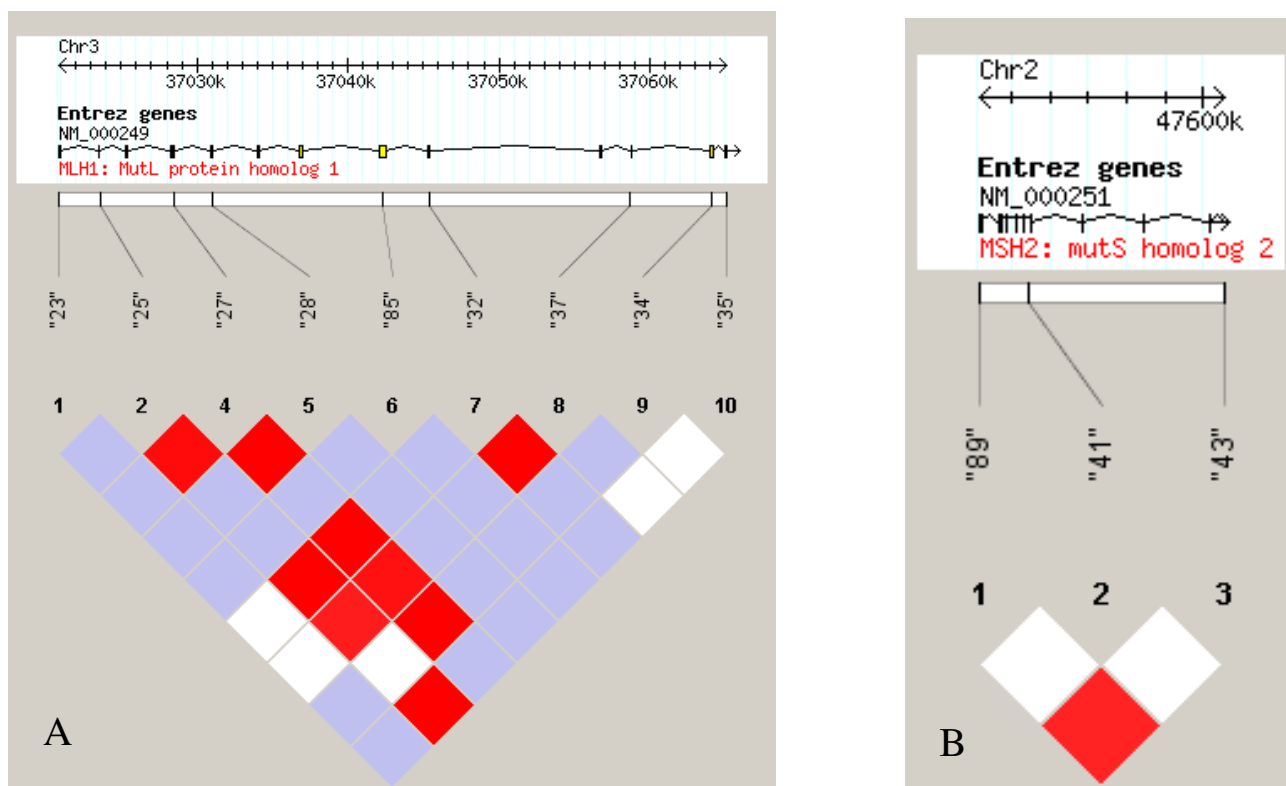 Chr3
37030k 37040k 37050k 37060k
Entrez genes
NM_000249
MLH1: MutL protein homolog 1
"23" "25" "27" "28" "85" "32" "37" "34" "35"
1 2 4 5 6 7 8 9 10
A
Chr2
47600k
Entrez genes
NM_000251
MSH2: mutS homolog 2
"89" "41" "43"
1 2 3
B